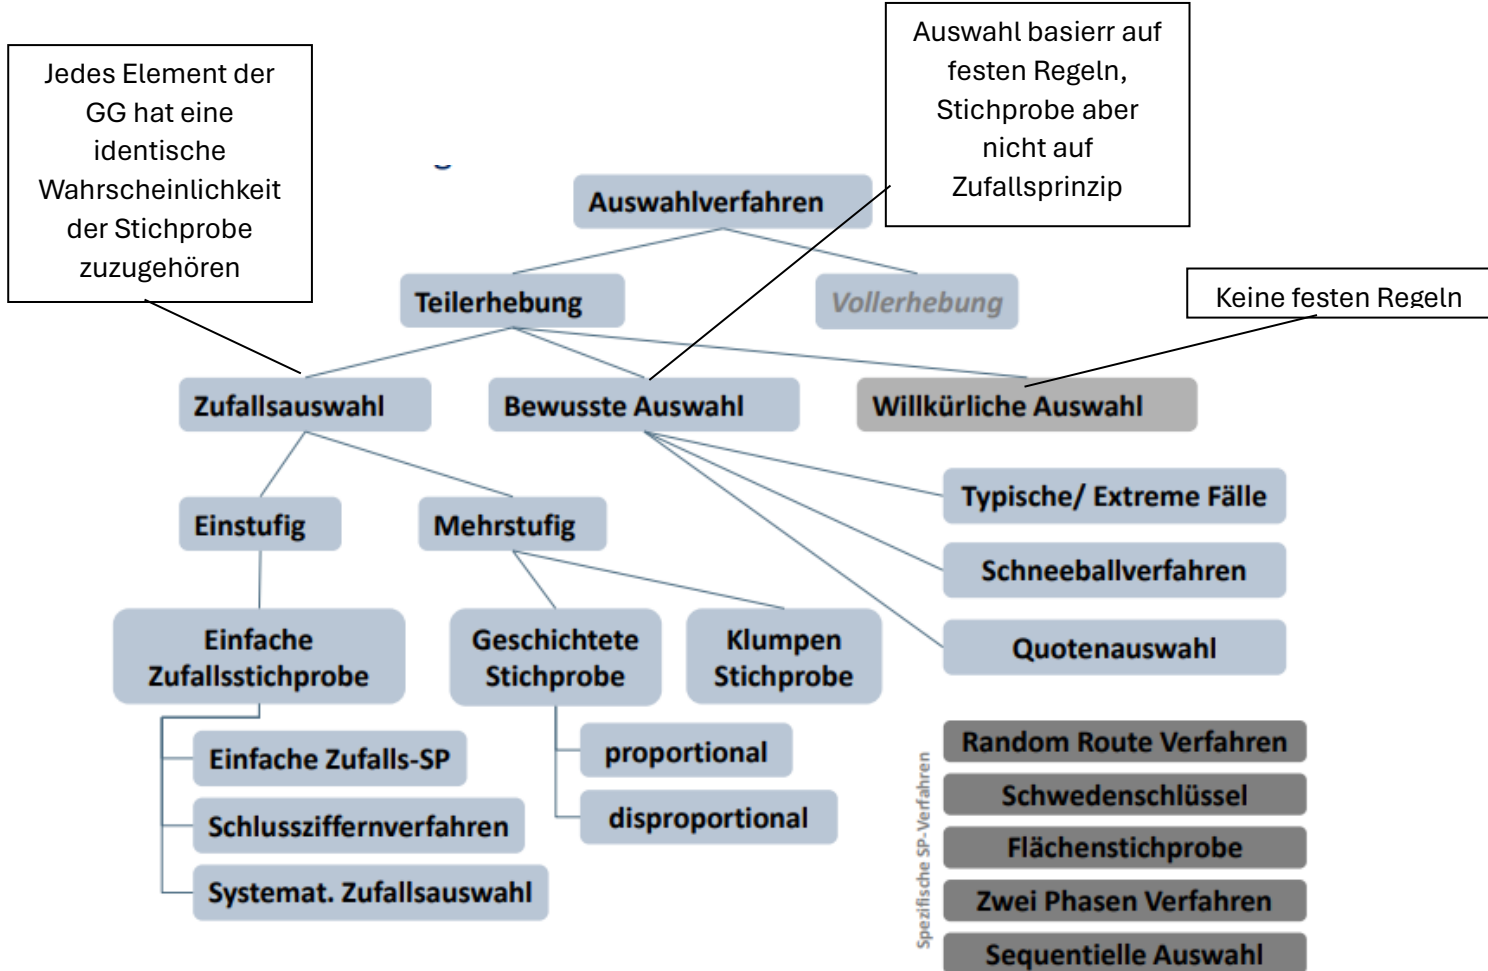 Jedes Element der
GG hat eine
identische
Wahrscheinlichkeit
der Stichprobe
zuzugehören
Auswahl basierr auf
festen Regeln,
Stichprobe aber
nicht auf
Zufallsprinzip
Auswahlverfahren
Teilerhebung
Vollerhebung
Keine festen Regeln
Zufallsauswahl
Bewusste Auswahl
Willkürliche Auswahl
Einstufig
Mehrstufig
Typische/ Extreme Fälle
Schneeballverfahren
Quotenauswahl
Einfache
Zufallsstichprobe
Geschichtete
Stichprobe
Klumpen
Stichprobe
Einfache Zufalls-SP
Schlussziffernverfahren
Systemat. Zufallsauswahl
proportional
disproportional
Spezifische SP-Verfahren
Random Route Verfahren
Schwedenschlüssel
Flächenstichprobe
Zwei Phasen Verfahren
Sequentielle Auswahl